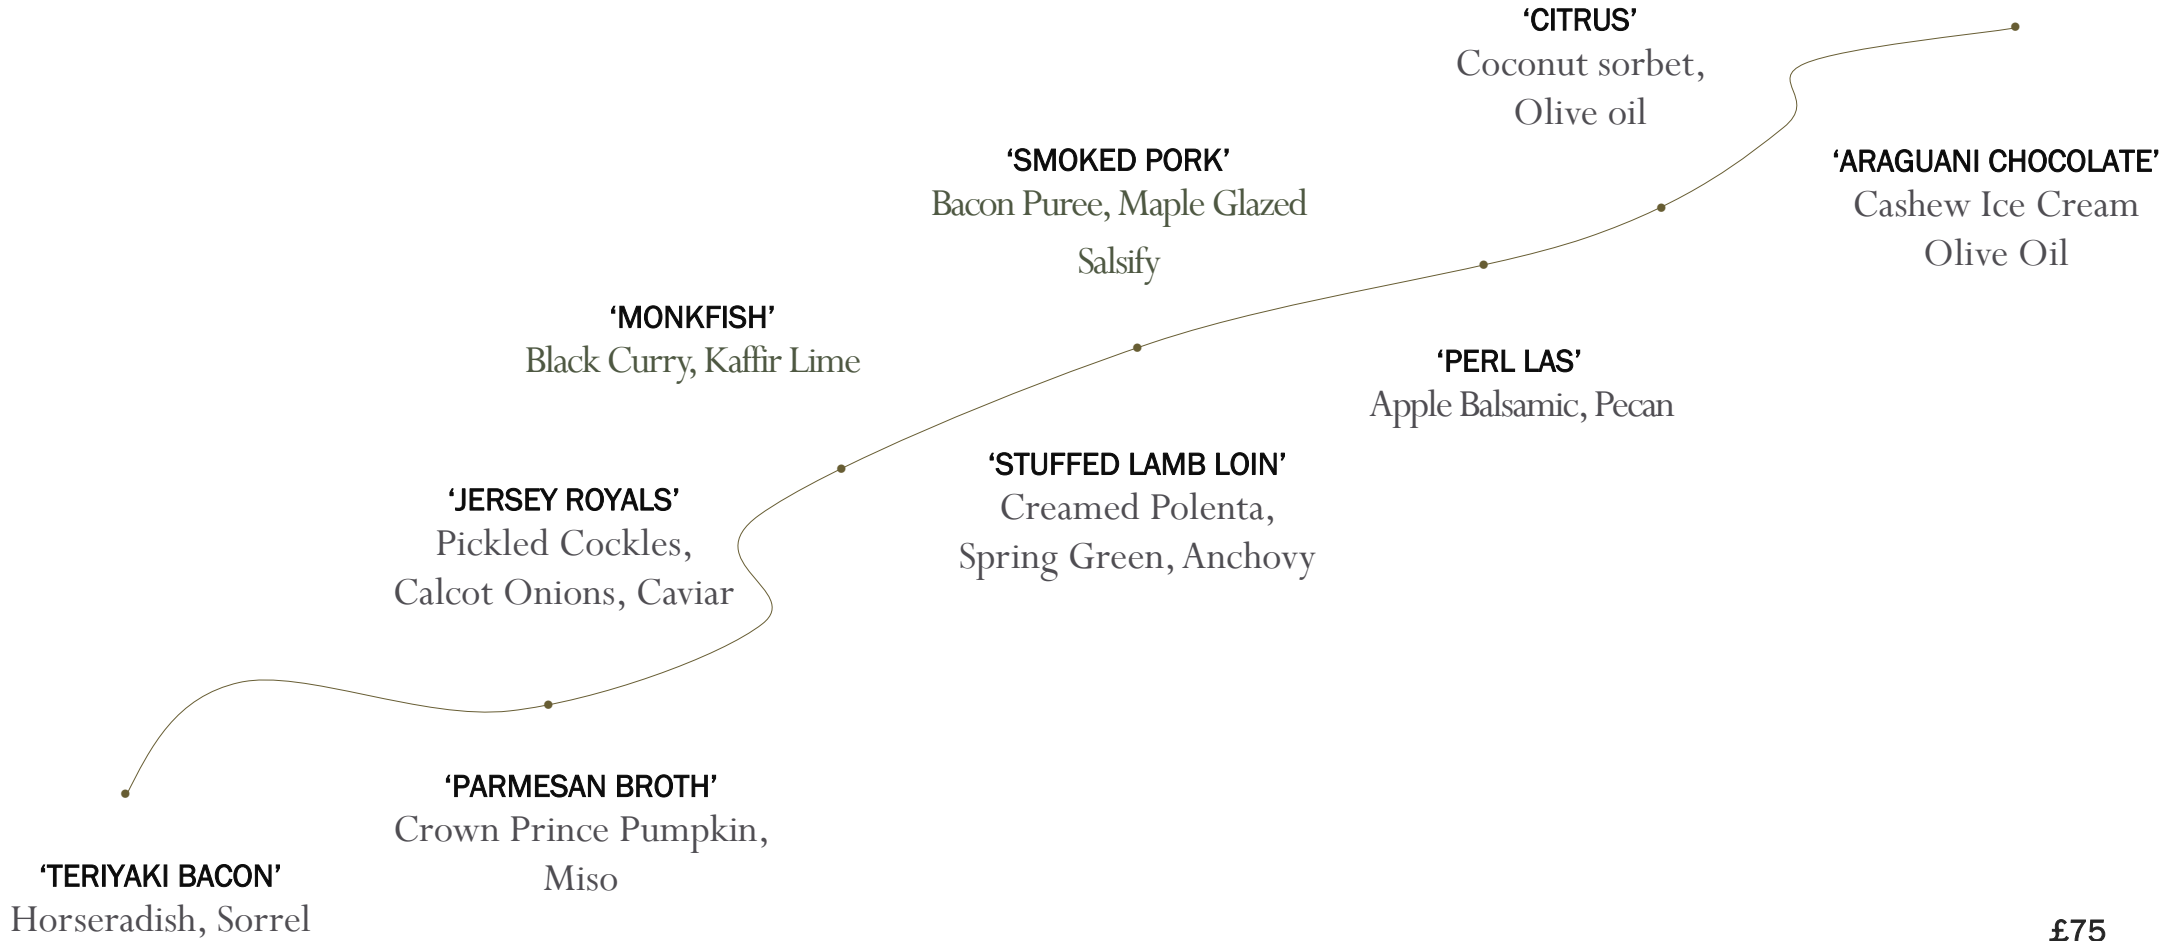 ‘TERIYAKI BACON’
Horseradish, Sorrel
‘PARMESAN BROTH’
Crown Prince Pumpkin,
Miso
‘JERSEY ROYALS’
Pickled Cockles,
Calcot Onions, Caviar
‘MONKFISH’
Black Curry, Kaffir Lime
‘SMOKED PORK’
Bacon Puree, Maple Glazed
Salsify
‘STUFFED LAMB LOIN’
Creamed Polenta,
Spring Green, Anchovy
‘PERL LAS’
Apple Balsamic, Pecan
‘CITRUS’
Coconut sorbet,
Olive oil
‘ARAGUANI CHOCOLATE’
Cashew Ice Cream
Olive Oil
£75